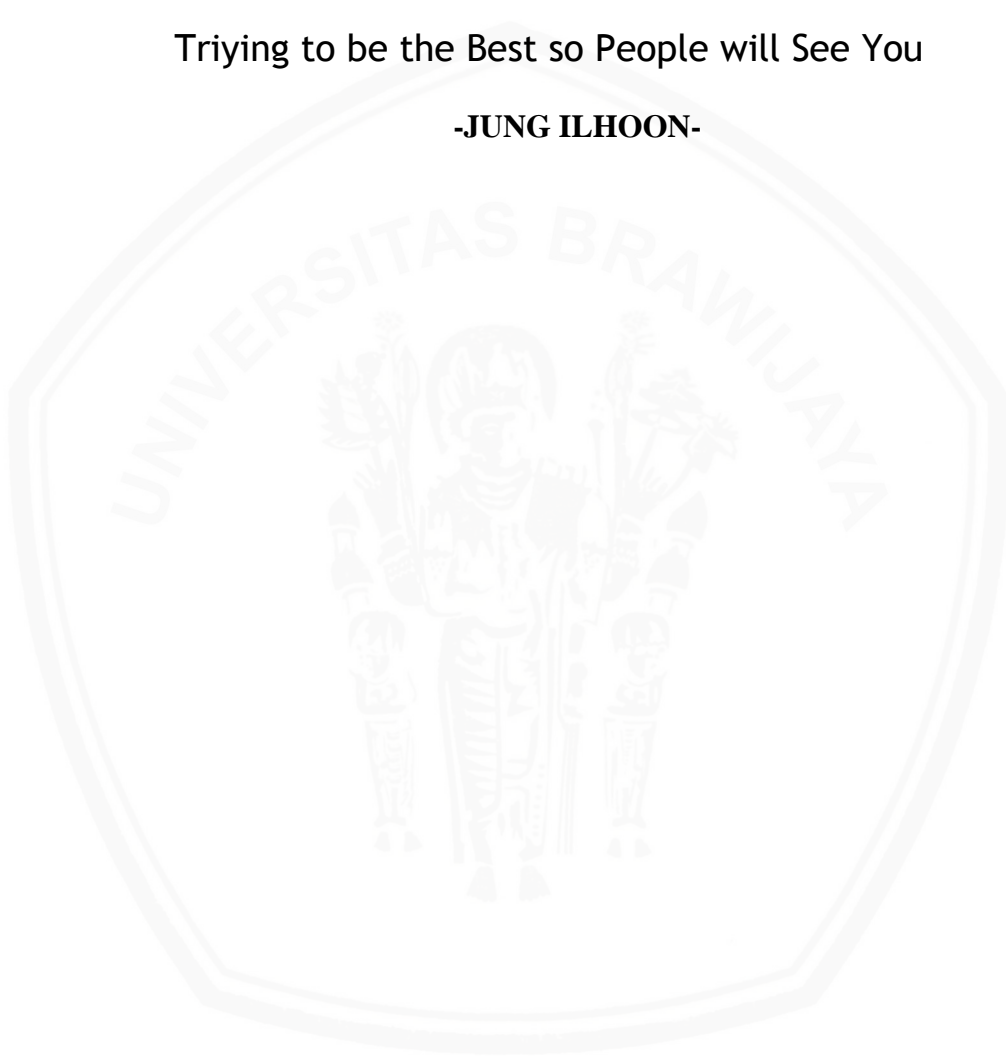 Triying to be the Best so People will See You
-JUNG ILHOON-
UNIVERSITAS BRAWIJAYA